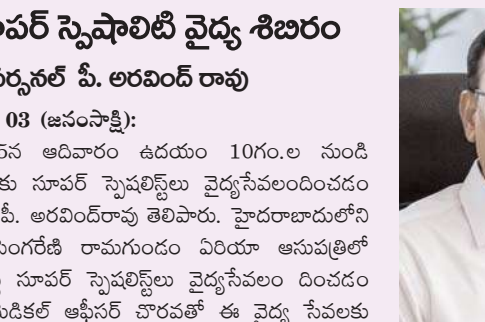 సూపర్ స్పెషాలిటి వైద్య శిబిరం
పర్సనల్ పీ. అరవింద్ రావు
03 (జనంసాక్షి):
ఆదివారం ఉదయం 10గం.ల నుండి
కు సూపర్ స్పెషలిస్ట్‌లు వైద్యసేవలందించడం
పీ. అరవింద్‌రావు తెలిపారు. హైదరాబాదులోని
సింగరేణి రామగుండం ఏరియా ఆసుపత్రిలో
సూపర్ స్పెషలిస్ట్‌లు వైద్యసేవలం దించడం
మెడికల్ ఆఫీసర్ చొరవతో ఈ వైద్య సేవలకు